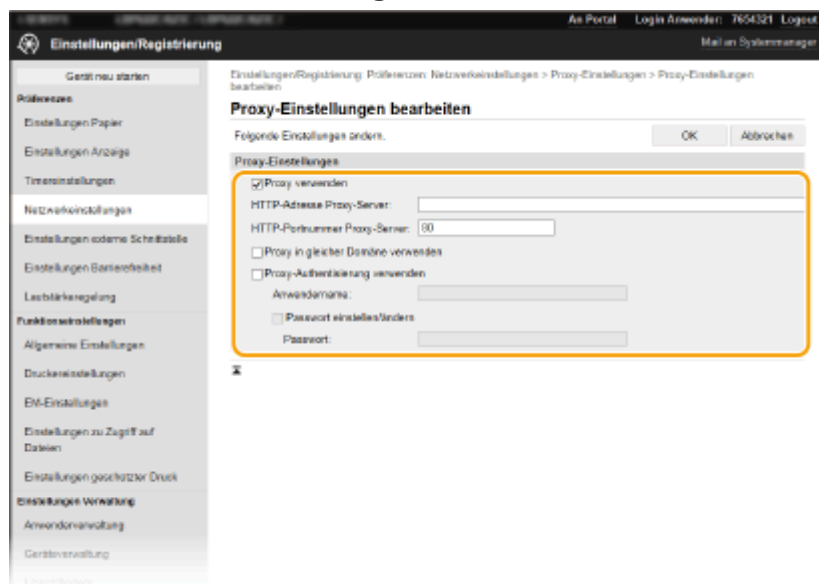 An Portal Login Anwender: 7654321 Logout
Einstellungen/Registrierung
Mail an Systemmanager
Gerät neu starten
Präferenzen
Einstellungen Papier
Einstellungen Anzeige
Timereinstellungen
Netzwerkeinstellungen
Einstellungen externe Schnittstelle
Einstellungen Barrierefreiheit
Lautstärkeregelung
Funktionseinstellungen
Allgemeine Einstellungen
Druckereinstellungen
EM-Einstellungen
Einstellungen zu Zugriff auf
Dateien
Einstellungen geschützter Druck
Einstellungen Verwaltung
Anwenderverwaltung
Geräteverwaltung
Einstellungen/Registrierung: Präferenzen: Netzwerkeinstellungen > Proxy-Einstellungen > Proxy-Einstellungen
bearbeiten
Proxy-Einstellungen bearbeiten
Folgende Einstellungen ändern.
OK Abbrechen
Proxy-Einstellungen
Proxy verwenden
HTTP-Adresse Proxy-Server:
HTTP-Portnummer Proxy-Server: 80
Proxy in gleicher Domäne verwenden
Proxy-Authentisierung verwenden
Anwendername:
Passwort einstellen/ändern
Passwort: